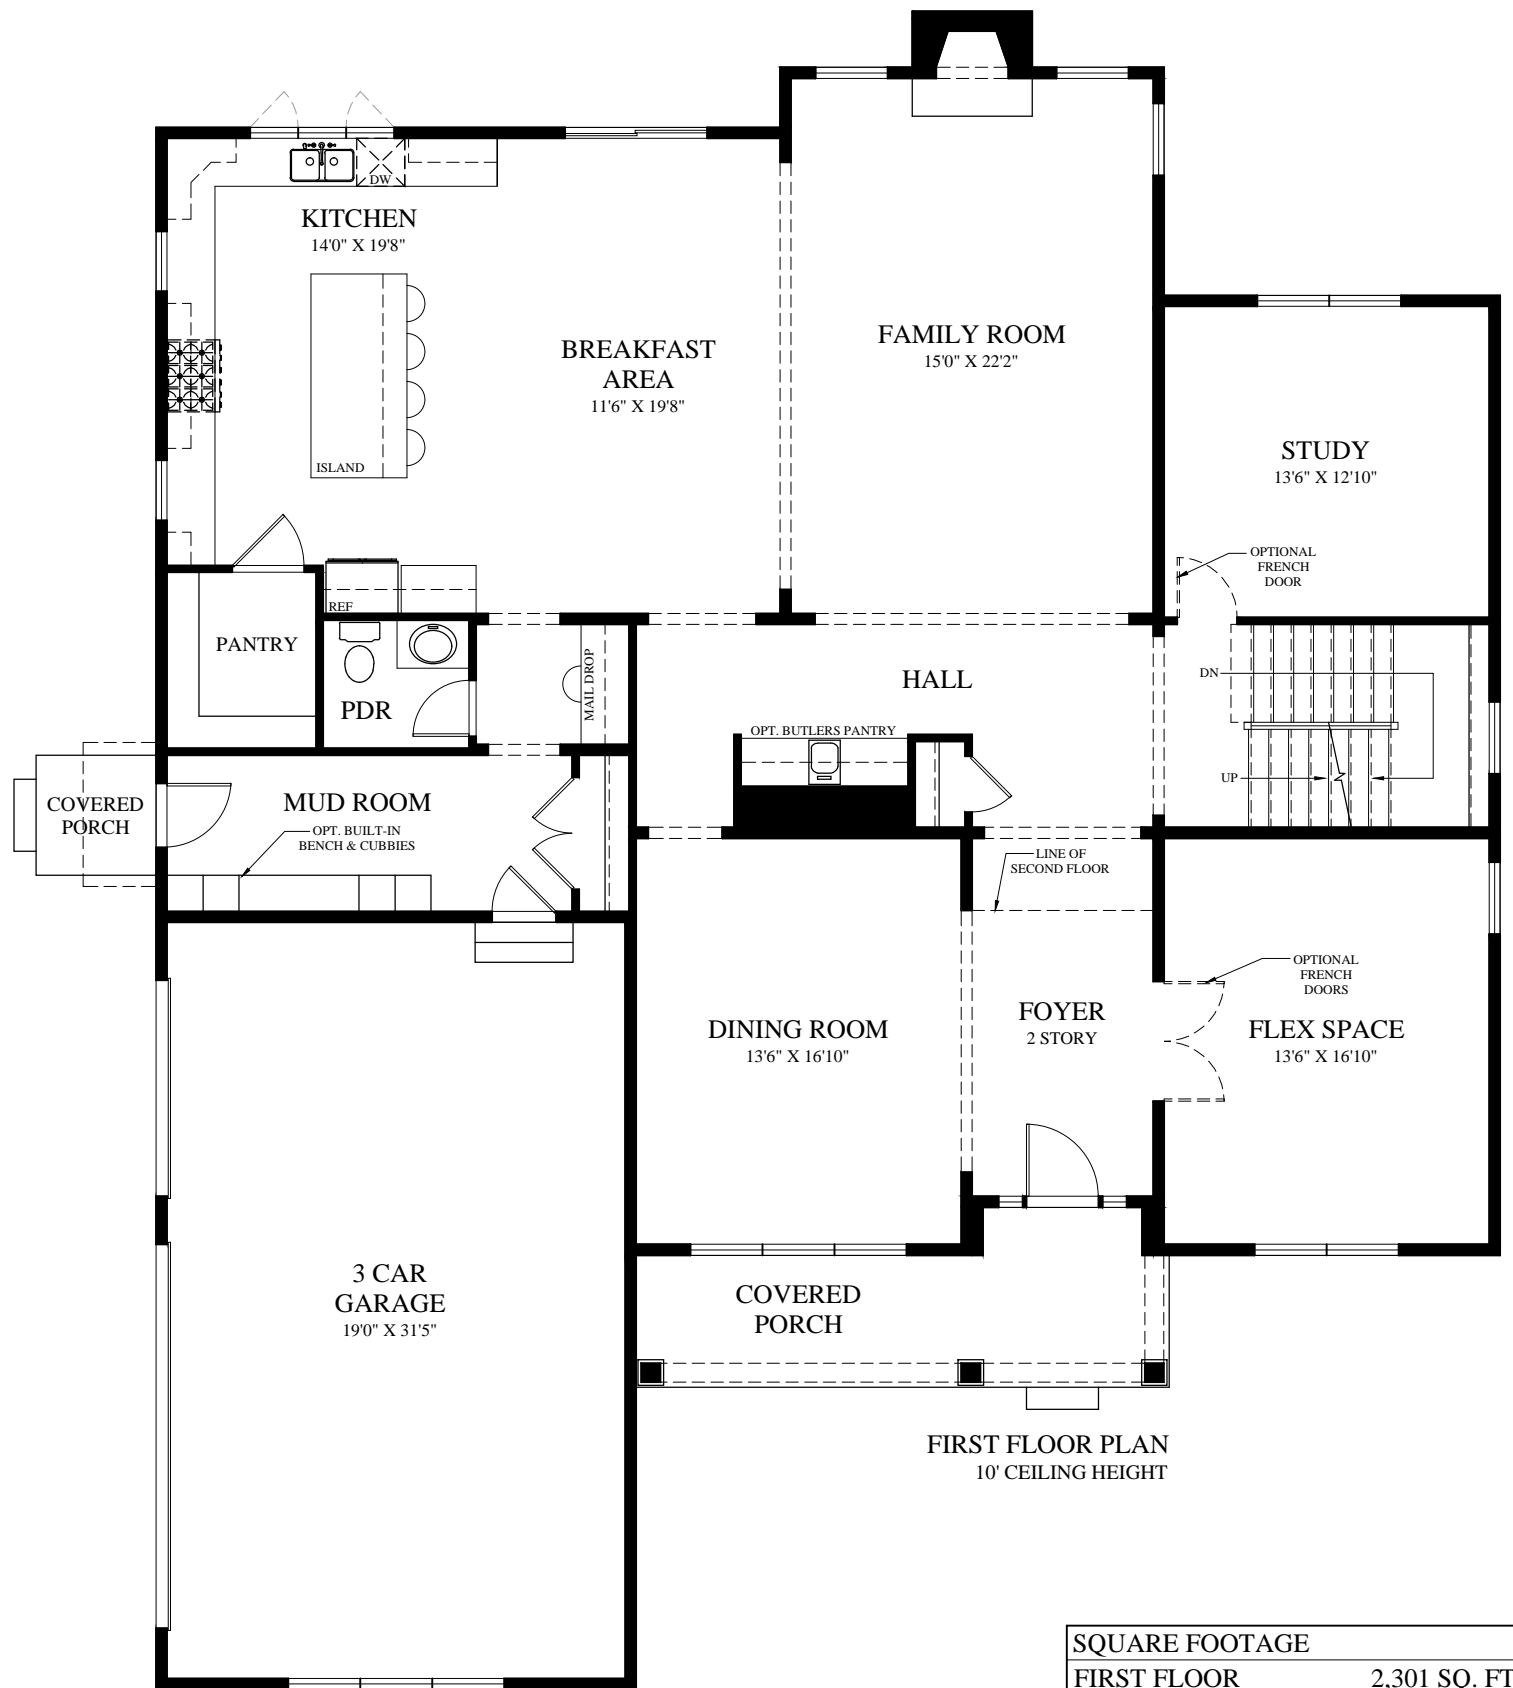 DW
KITCHEN
14'0" X 19'8"
BREAKFAST
AREA
11'6" X 19'8"
FAMILY ROOM
15'0" X 22'2"
ISLAND
STUDY
13'6" X 12'10"
OPTIONAL
FRENCH
DOOR
REF
PANTRY
PDR
MAIL DROP
HALL
DN
UP
OPT. BUTLERS PANTRY
COVERED
PORCH
MUD ROOM
OPT. BUILT-IN
BENCH & CUBBIES
LINE OF
SECOND FLOOR
DINING ROOM
13'6" X 16'10"
FOYER
2 STORY
OPTIONAL
FRENCH
DOORS
FLEX SPACE
13'6" X 16'10"
3 CAR
GARAGE
19'0" X 31'5"
COVERED
PORCH
FIRST FLOOR PLAN
10' CEILING HEIGHT
SQUARE FOOTAGE
FIRST FLOOR 2,301 SQ. FT